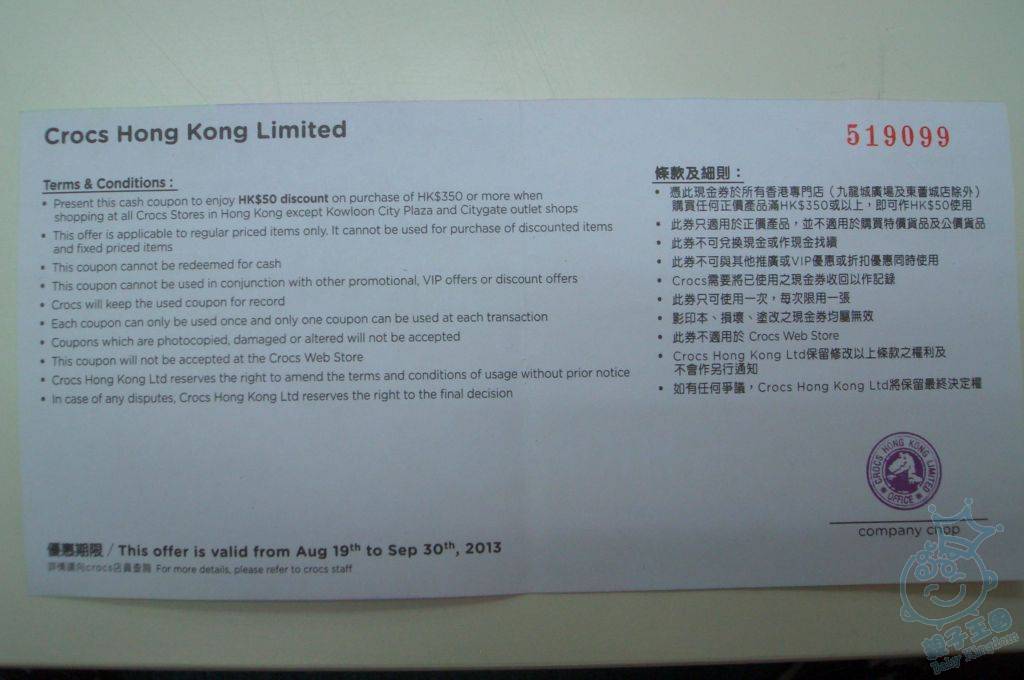 Crocs Hong Kong Limited
519099
Terms & Conditions :
• Present this cash coupon to enjoy HK$50 discount on purchase of HK$350 or more when
shopping at all Crocs Stores in Hong Kong except Kowloon City Plaza and Citygate outlet shops
• This offer is applicable to regular priced items only. It cannot be used for purchase of discounted items
and fixed priced items
• This coupon cannot be redeemed for cash
• This coupon cannot be used in conjunction with other promotional, VIP offers or discount offers
• Crocs will keep the used coupon for record
• Each coupon can only be used once and only one coupon can be used at each transaction
• Coupons which are photocopied, damaged or altered will not be accepted
• This coupon will not be accepted at the Crocs Web Store
• Crocs Hong Kong Ltd reserves the right to amend the terms and conditions of usage without prior notice
• In case of any disputes, Crocs Hong Kong Ltd reserves the right to the final decision
條款及細則：
• 憑此現金券於所有香港專門店（九龍城廣場及東薈城店除外）
購買任何正價產品滿HK$350或以上，即可作HK$50使用
• 此券只適用於正價產品，並不適用於購買特價貨品及公價貨品
• 此券不可兌換現金或作現金找續
• 此券不可與其他推廣或VIP優惠或折扣優惠同時使用
• Crocs需要將已使用之現金券收回以作記錄
• 此券只可使用一次，每次限用一張
• 影印本、損壞、塗改之現金券均屬無效
• 此券不適用於 Crocs Web Store
• Crocs Hong Kong Ltd保留修改以上條款之權利及
不會作另行通知
• 如有任何爭議，Crocs Hong Kong Ltd將保留最終決定權
CROCS HONG KONG LIMITED
OFFICE
company chop
優惠期限 / This offer is valid from Aug 19th to Sep 30th, 2013
詳情請向crocs店員查詢 For more details, please refer to crocs staff
親子王國
Baby Kingdom